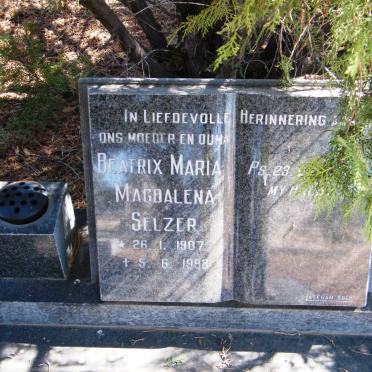 In Liefdevolle Herinnering
ons moeder en ouma
Beatrix Maria
Magdalena
Selzer
* 26. 1. 1907
† 5. 6. 1998
Ps. 23
My